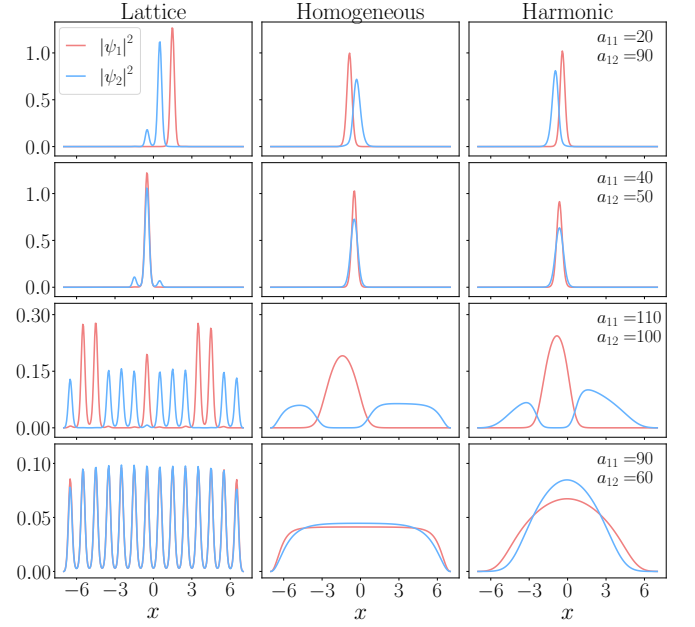 Lattice Homogeneous Harmonic
1.0
0.5
0.0
|ψ₁|²
|ψ₂|²
a₁₁=20
a₁₂=90
1.0
0.5
0.0
a₁₁=40
a₁₂=50
0.30
0.15
0.00
a₁₁=110
a₁₂=100
0.10
0.05
0.00
a₁₁=90
a₁₂=60
−6 −3 0 3 6 −6 −3 0 3 6 −6 −3 0 3 6
x x x